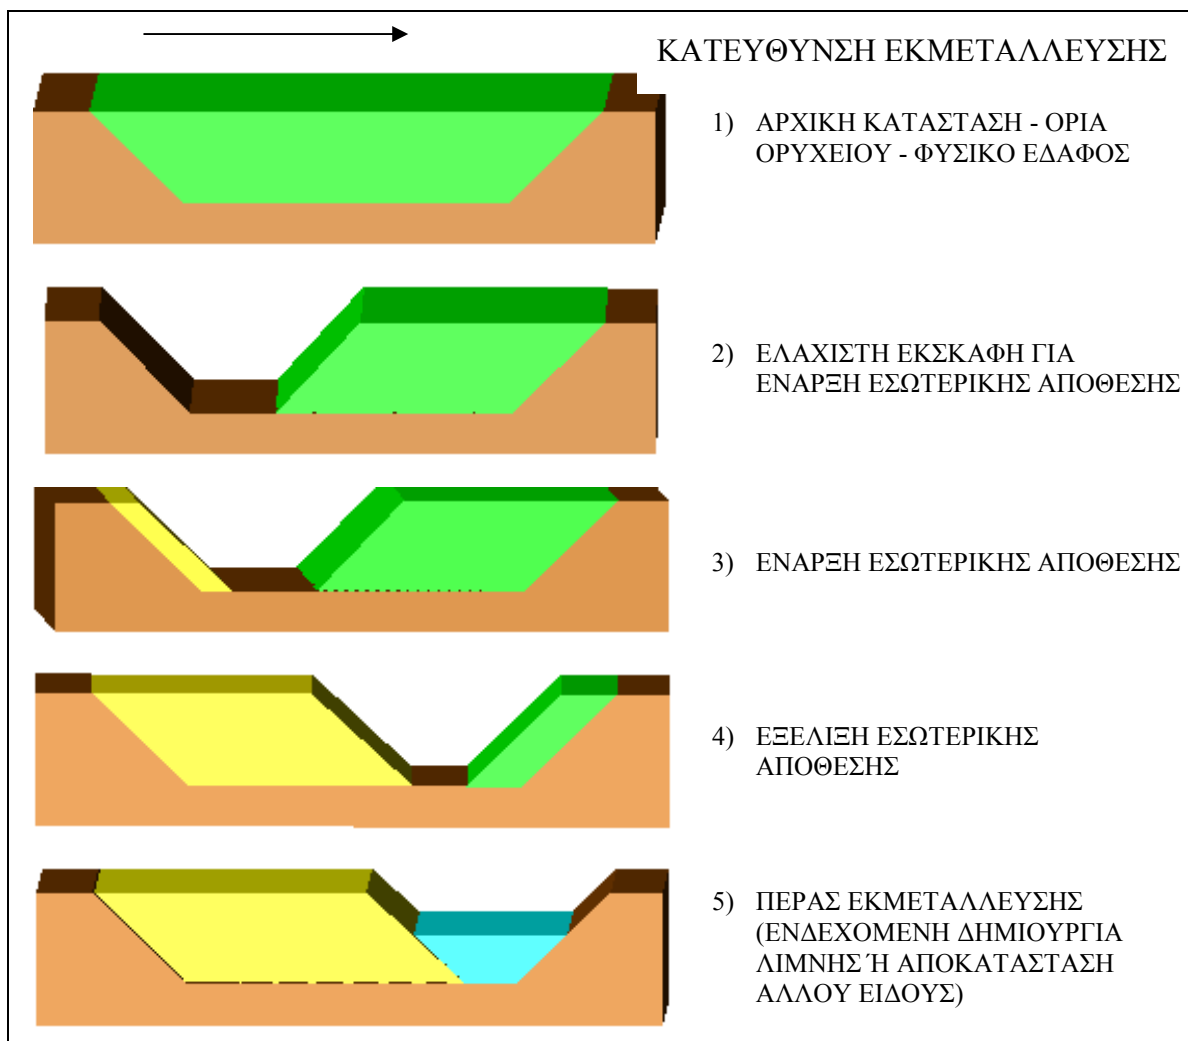 ΚΑΤΕΥΘΥΝΣΗ ΕΚΜΕΤΑΛΛΕΥΣΗΣ
1) ΑΡΧΙΚΗ ΚΑΤΑΣΤΑΣΗ - ΟΡΙΑ
ΟΡΥΧΕΙΟΥ - ΦΥΣΙΚΟ ΕΔΑΦΟΣ
2) ΕΛΑΧΙΣΤΗ ΕΚΣΚΑΦΗ ΓΙΑ
ΕΝΑΡΞΗ ΕΣΩΤΕΡΙΚΗΣ ΑΠΟΘΕΣΗΣ
3) ΕΝΑΡΞΗ ΕΣΩΤΕΡΙΚΗΣ ΑΠΟΘΕΣΗΣ
4) ΕΞΕΛΙΞΗ ΕΣΩΤΕΡΙΚΗΣ
ΑΠΟΘΕΣΗΣ
5) ΠΕΡΑΣ ΕΚΜΕΤΑΛΛΕΥΣΗΣ
(ΕΝΔΕΧΟΜΕΝΗ ΔΗΜΙΟΥΡΓΙΑ
ΛΙΜΝΗΣ Ή ΑΠΟΚΑΤΑΣΤΑΣΗ
ΑΛΛΟΥ ΕΙΔΟΥΣ)